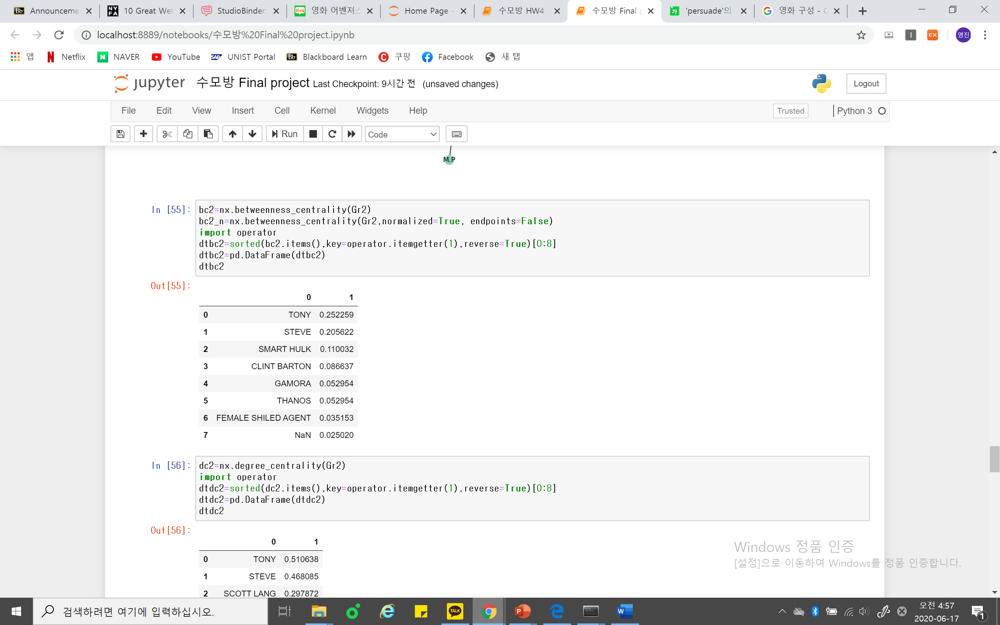 Announceme
10 Great We
StudioBinder
영화 어벤져스
Home Page -
수모방 HW4
수모방 Final p
'persuade'의
영화 구성 - G
localhost:8889/notebooks/수모방%20Final%20project.ipynb
영진
앱
Netflix
NAVER
YouTube
UNIST Portal
Blackboard Learn
쿠팡
Facebook
새 탭
jupyter 수모방 Final project Last Checkpoint: 9시간 전 (unsaved changes)
Logout
File Edit View Insert Cell Kernel Widgets Help
Trusted
Python 3
Run
Code
M.P
In [55]:
bc2=nx.betweenness_centrality(Gr2)
bc2_n=nx.betweenness_centrality(Gr2,normalized=True, endpoints=False)
import operator
dtbc2=sorted(bc2.items(),key=operator.itemgetter(1),reverse=True)[0:8]
dtbc2=pd.DataFrame(dtbc2)
dtbc2
Out[55]:
0 1
0 TONY 0.252259
1 STEVE 0.205622
2 SMART HULK 0.110032
3 CLINT BARTON 0.086637
4 GAMORA 0.052954
5 THANOS 0.052954
6 FEMALE SHILED AGENT 0.035153
7 NaN 0.025020
In [56]:
dc2=nx.degree_centrality(Gr2)
import operator
dtdc2=sorted(dc2.items(),key=operator.itemgetter(1),reverse=True)[0:8]
dtdc2=pd.DataFrame(dtdc2)
dtdc2
Out[56]:
0 1
0 TONY 0.510638
1 STEVE 0.468085
2 SCOTT LANG 0.297872
Windows 정품 인증
[설정]으로 이동하여 Windows를 정품 인증합니다.
검색하려면 여기에 입력하십시오.
TALK
오전 4:57
2020-06-17
1